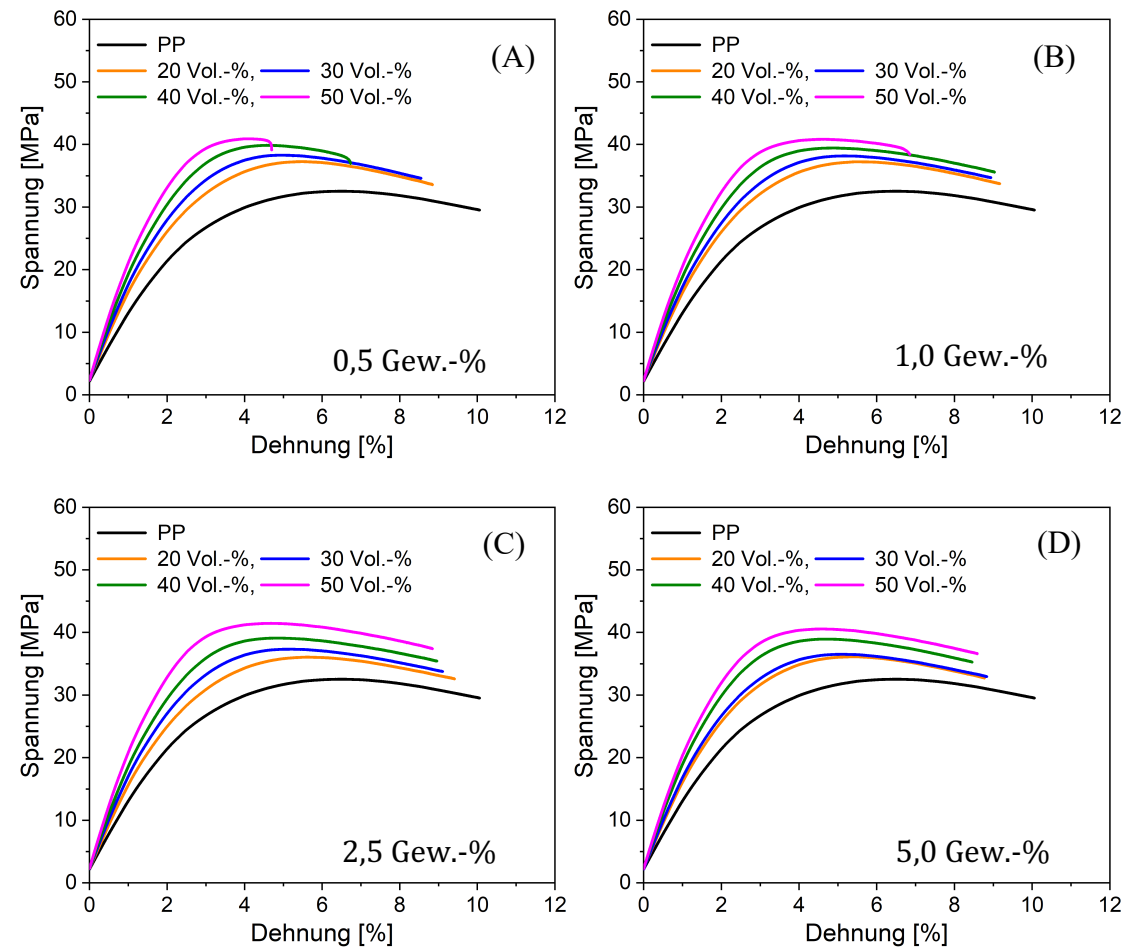 60
50
40
30
20
10
0
Spannung [MPa]
PP
20 Vol.-%, 30 Vol.-%
40 Vol.-%, 50 Vol.-%
(A)
0,5 Gew.-%
0 2 4 6 8 10 12
Dehnung [%]
60
50
40
30
20
10
0
Spannung [MPa]
PP
20 Vol.-%, 30 Vol.-%
40 Vol.-%, 50 Vol.-%
(B)
1,0 Gew.-%
0 2 4 6 8 10 12
Dehnung [%]
60
50
40
30
20
10
0
Spannung [MPa]
PP
20 Vol.-%, 30 Vol.-%
40 Vol.-%, 50 Vol.-%
(C)
2,5 Gew.-%
0 2 4 6 8 10 12
Dehnung [%]
60
50
40
30
20
10
0
Spannung [MPa]
PP
20 Vol.-%, 30 Vol.-%
40 Vol.-%, 50 Vol.-%
(D)
5,0 Gew.-%
0 2 4 6 8 10 12
Dehnung [%]